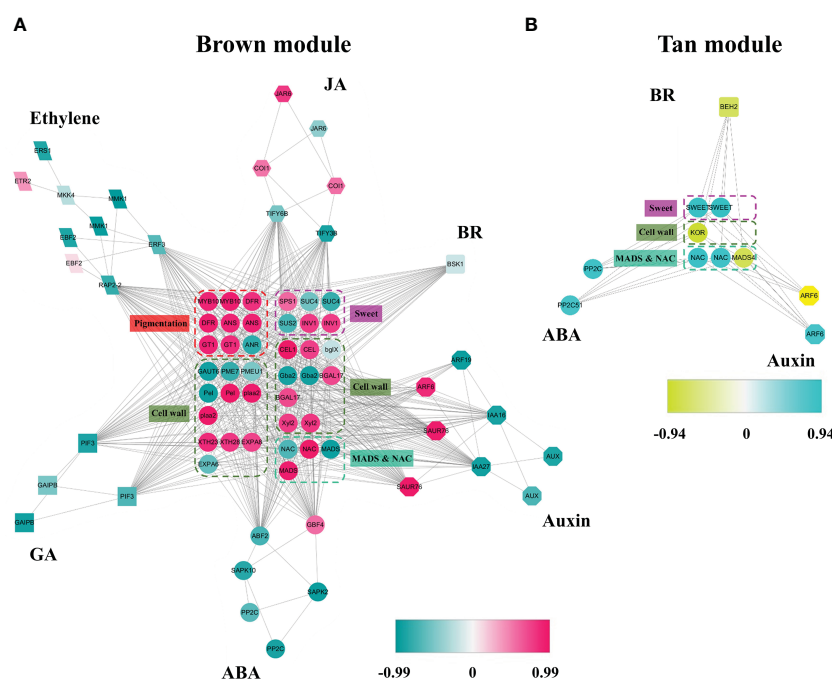 A
Brown module
JA
JAR6
JAR6
COI1
COI1
TIFY6B
TIFY3B
Ethylene
ERS1
ETR2
MKK4
MMK1
MMK1
EBF2
ERF3
EBF2
RAP2-2
BR
BSK1
Pigmentation
MYB10 MYB10 DFR
DFR ANS ANS
GT1 GT1 ANR
SPS1 SUC4 SUC4
SUS2 INV1 INV1
Sweet
CEL1 CEL bglX
Gba2 Gba2 BGAL17
BGAL17
Xyl2 Xyl2
Cell wall
PME7 PMEU1
Pel Pel plaa2
plaa2
XTH23 XTH28 EXPA8
Cell wall
NAC NAC MADS
MADS
MADS & NAC
ARF19
ARF6
IAA16
SAUR76
IAA27
AUX
SAUR76
AUX
Auxin
PIF3
GAIPB
PIF3
GAIPB
GA
GBF4
ABF2
SAPK10
SAPK2
PP2C
PP2C
ABA
-0.99 0 0.99
B
Tan module
BR
BEH2
Sweet
SWEET SWEET
Cell wall
KOR
MADS & NAC
NAC NAC MADS4
PP2C
PP2C51
ABA
ARF6
ARF6
Auxin
-0.94 0 0.94